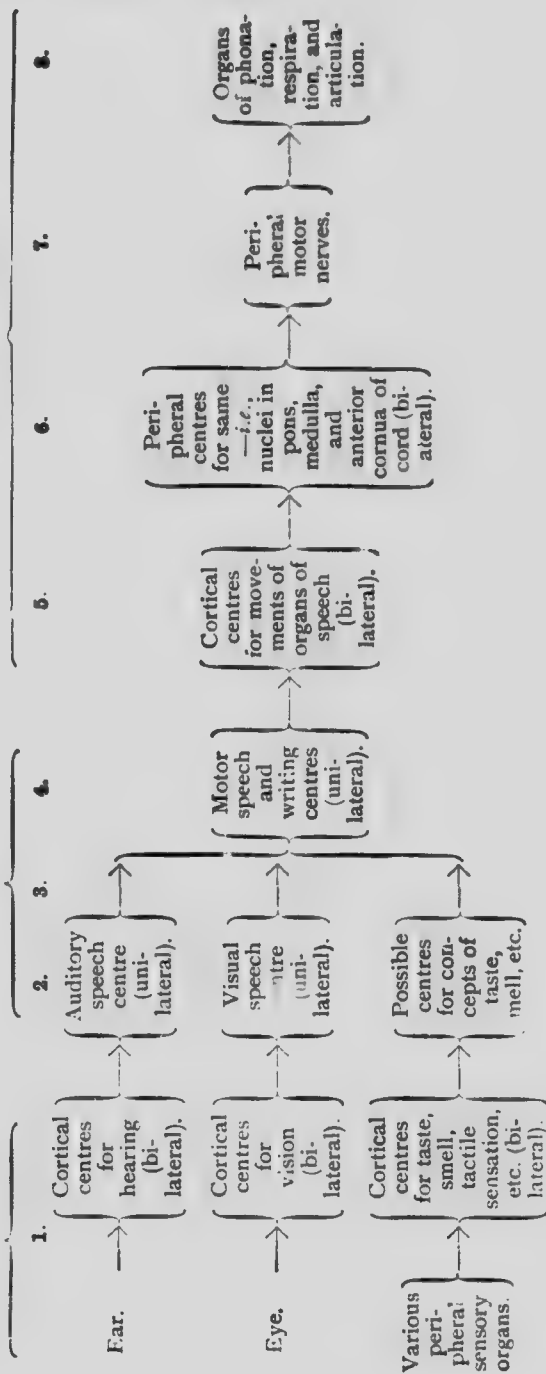 1. 2. 3. 4. 5. 6. 7. 8.
Ear.
Cortical
centres
for
hearing
(bi-
lateral).
Auditory
speech
centre
(uni-
lateral).
Eye.
Cortical
centres
for
vision
(bi-
lateral).
Visual
speech
(uni-
lateral).
Various
peri-
pheral
sensory
organs.
Cortical
centres
for taste,
smell,
tactile
sensation,
etc. (bi-
lateral).
Possible
centres
for con-
cepts of
taste,
smell, etc.
Motor
speech
and
writing
centres
(uni-
lateral).
Cortical
centres
for move-
ments of
organs of
speech
(bi-
lateral).
Peri-
pheral
centres
for same
—i.e.,
nuclei in
pons,
medulla,
and
anterior
cornua of
cord (bi-
lateral).
Peri-
pheral
motor
nerves.
Organs
of phona-
tion,
respira-
tion, and
articula-
tion.